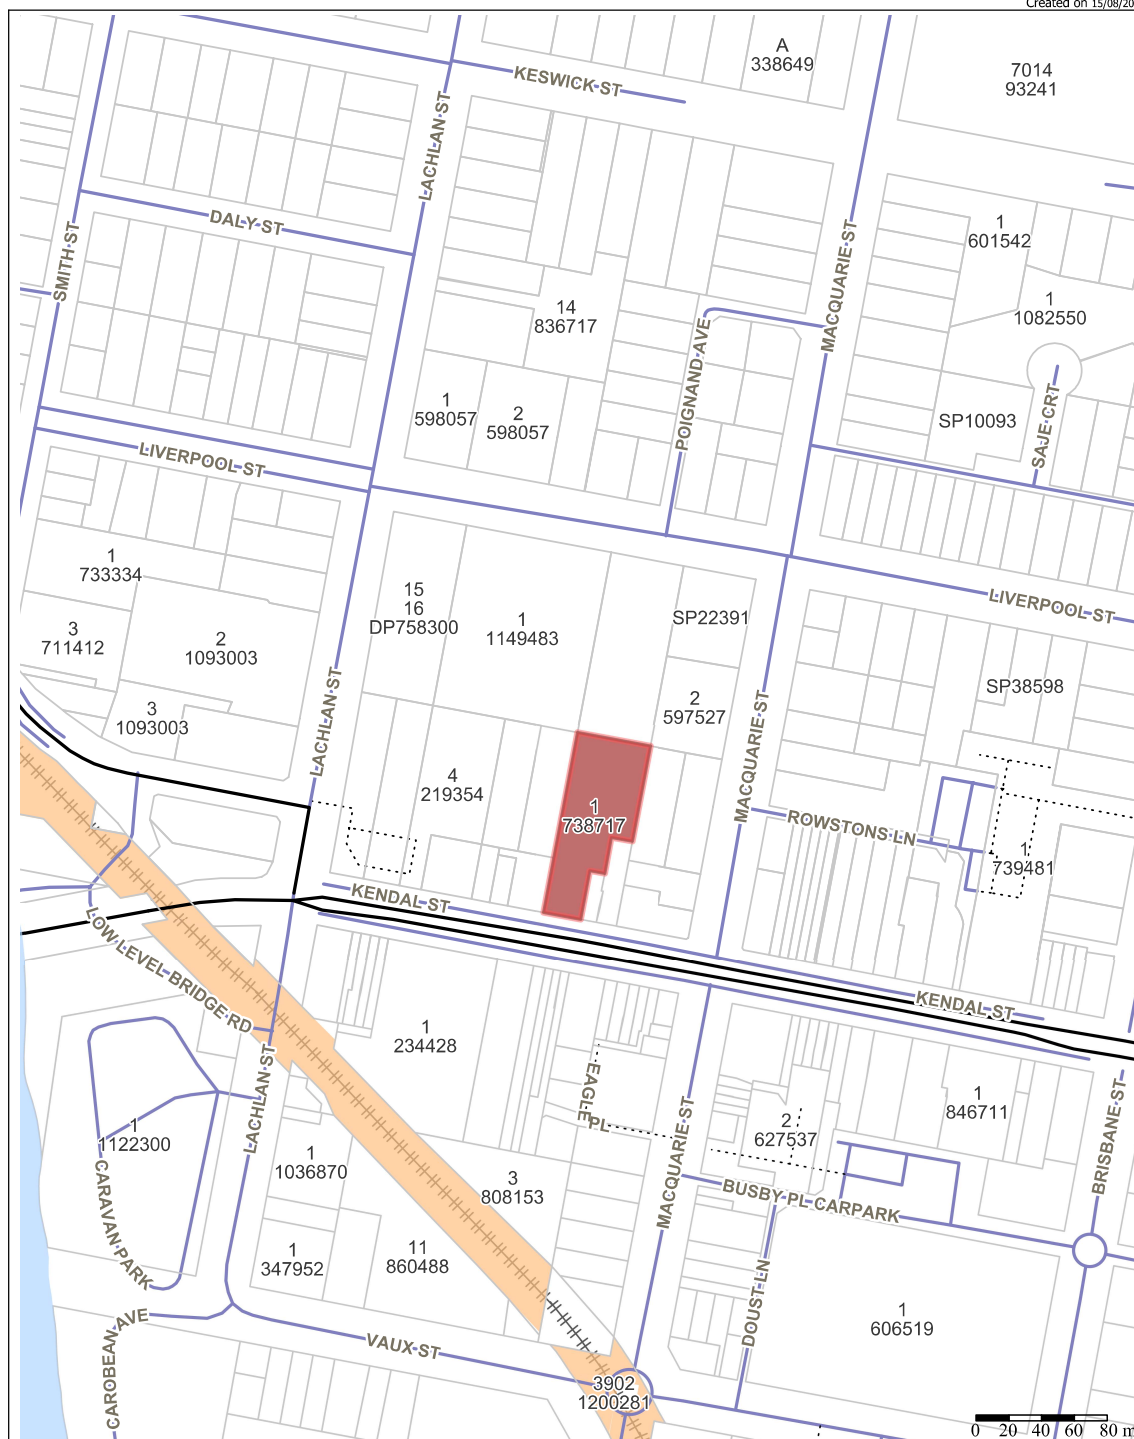 Created on 15/08/20
A
338649
7014
93241
KESWICK ST
LACHLAN ST
DALY ST
SMITH ST
1
601542
MACQUARIE ST
1
1082550
14
836717
POIGNAND AVE
1
598057
2
598057
SP10093
SAJE CRT
LIVERPOOL ST
1
733334
15
16
DP758300
1
1149483
SP22391
LIVERPOOL ST
3
711412
2
1093003
SP38598
LACHLAN ST
2
597527
MACQUARIE ST
3
1093003
4
219354
1
738717
ROWSTONS LN
1
739481
KENDAL ST
LOW LEVEL BRIDGE RD
KENDAL ST
1
234428
LACHLAN ST
EAGLE PL
MACQUARIE ST
2
627537
1
846711
BRISBANE ST
1
1122300
CARAVAN PARK
1
1036870
3
808153
BUSBY PL CARPARK
1
347952
11
860488
DOUST LN
1
606519
CAROBEAN AVE
VAUX ST
3902
1200281
0 20 40 60 80 m